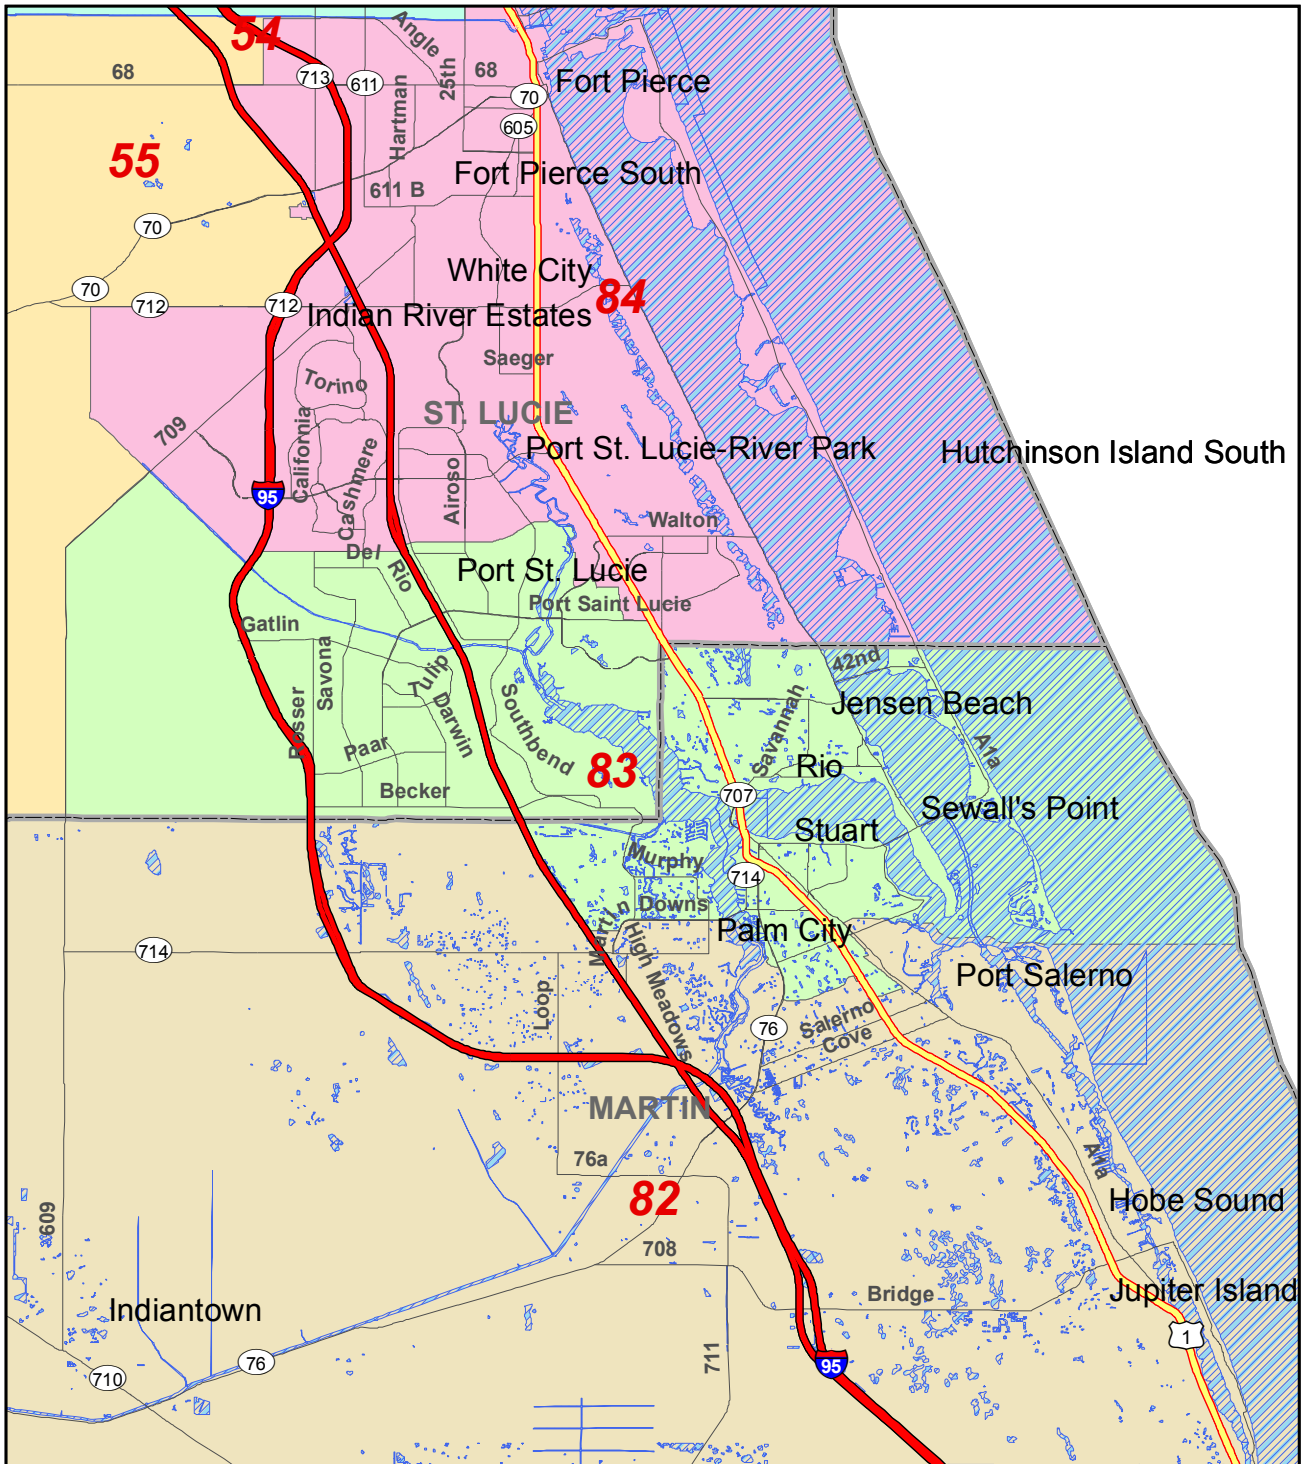 54
Angle
68
713
611
Hartman
25th
68
70
Fort Pierce
605
55
Fort Pierce South
611 B
70
White City
70
712
712
84
Indian River Estates
Saeger
Torino
ST. LUCIE
709
California
Cashmere
Airoso
Port St. Lucie-River Park
Hutchinson Island South
95
Walton
Del
Rio
Port St. Lucie
Port Saint Lucie
Gatlin
Savona
Tulip
42nd
Rosser
Darwin
Southbend
Savannah
Jensen Beach
A1a
Paar
83
Rio
Becker
707
Sewall's Point
Stuart
Murphy
714
Downs
Martin
Palm City
714
High Meadows
Port Salerno
Loop
76
Salerno
Cove
MARTIN
76a
A1a
82
609
Hobe Sound
708
Bridge
Jupiter Island
Indiantown
1
711
76
95
710